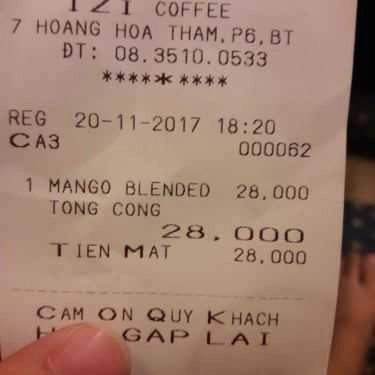 IZI COFFEE
7 HOANG HOA THAM, P6, BT
ĐT: 08.3510.0533
*********
REG 20-11-2017 18:20
CA3 000062
1 MANGO BLENDED 28,000
TONG CONG
28,000
TIEN MAT 28,000
CAM ON QUY KHACH
GAP LAI